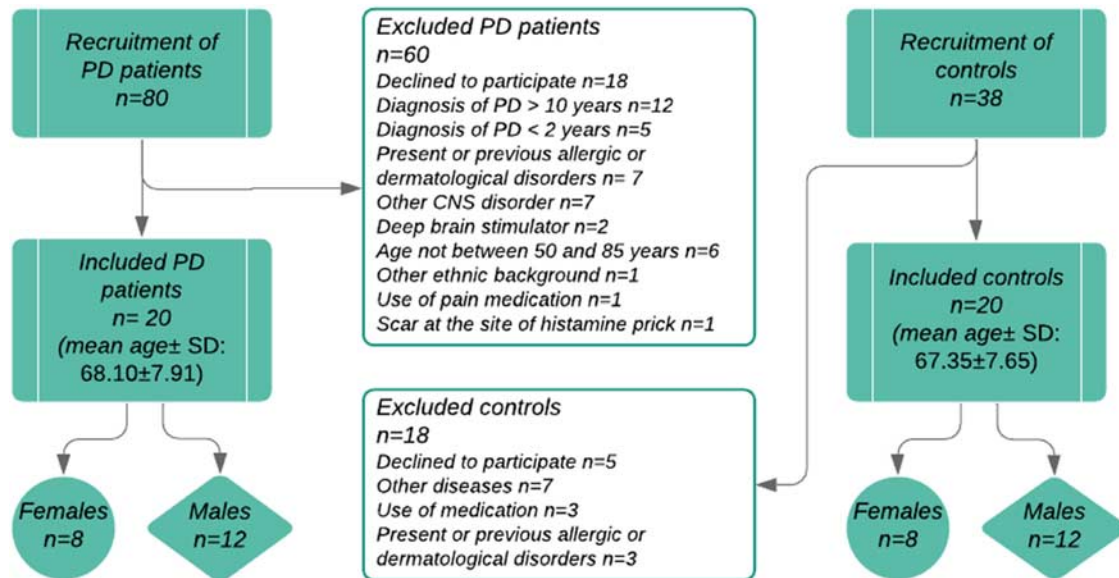 Recruitment of
PD patients
n=80
Excluded PD patients
n=60
Declined to participate n=18
Diagnosis of PD > 10 years n=12
Diagnosis of PD < 2 years n=5
Present or previous allergic or
dermatological disorders n= 7
Other CNS disorder n=7
Deep brain stimulator n=2
Age not between 50 and 85 years n=6
Other ethnic background n=1
Use of pain medication n=1
Scar at the site of histamine prick n=1
Recruitment of
controls
n=38
Included PD
patients
n= 20
(mean age± SD:
68.10±7.91)
Included controls
n=20
(mean age± SD:
67.35±7.65)
Excluded controls
n=18
Declined to participate n=5
Other diseases n=7
Use of medication n=3
Present or previous allergic or
dermatological disorders n=3
Females
n=8
Males
n=12
Females
n=8
Males
n=12